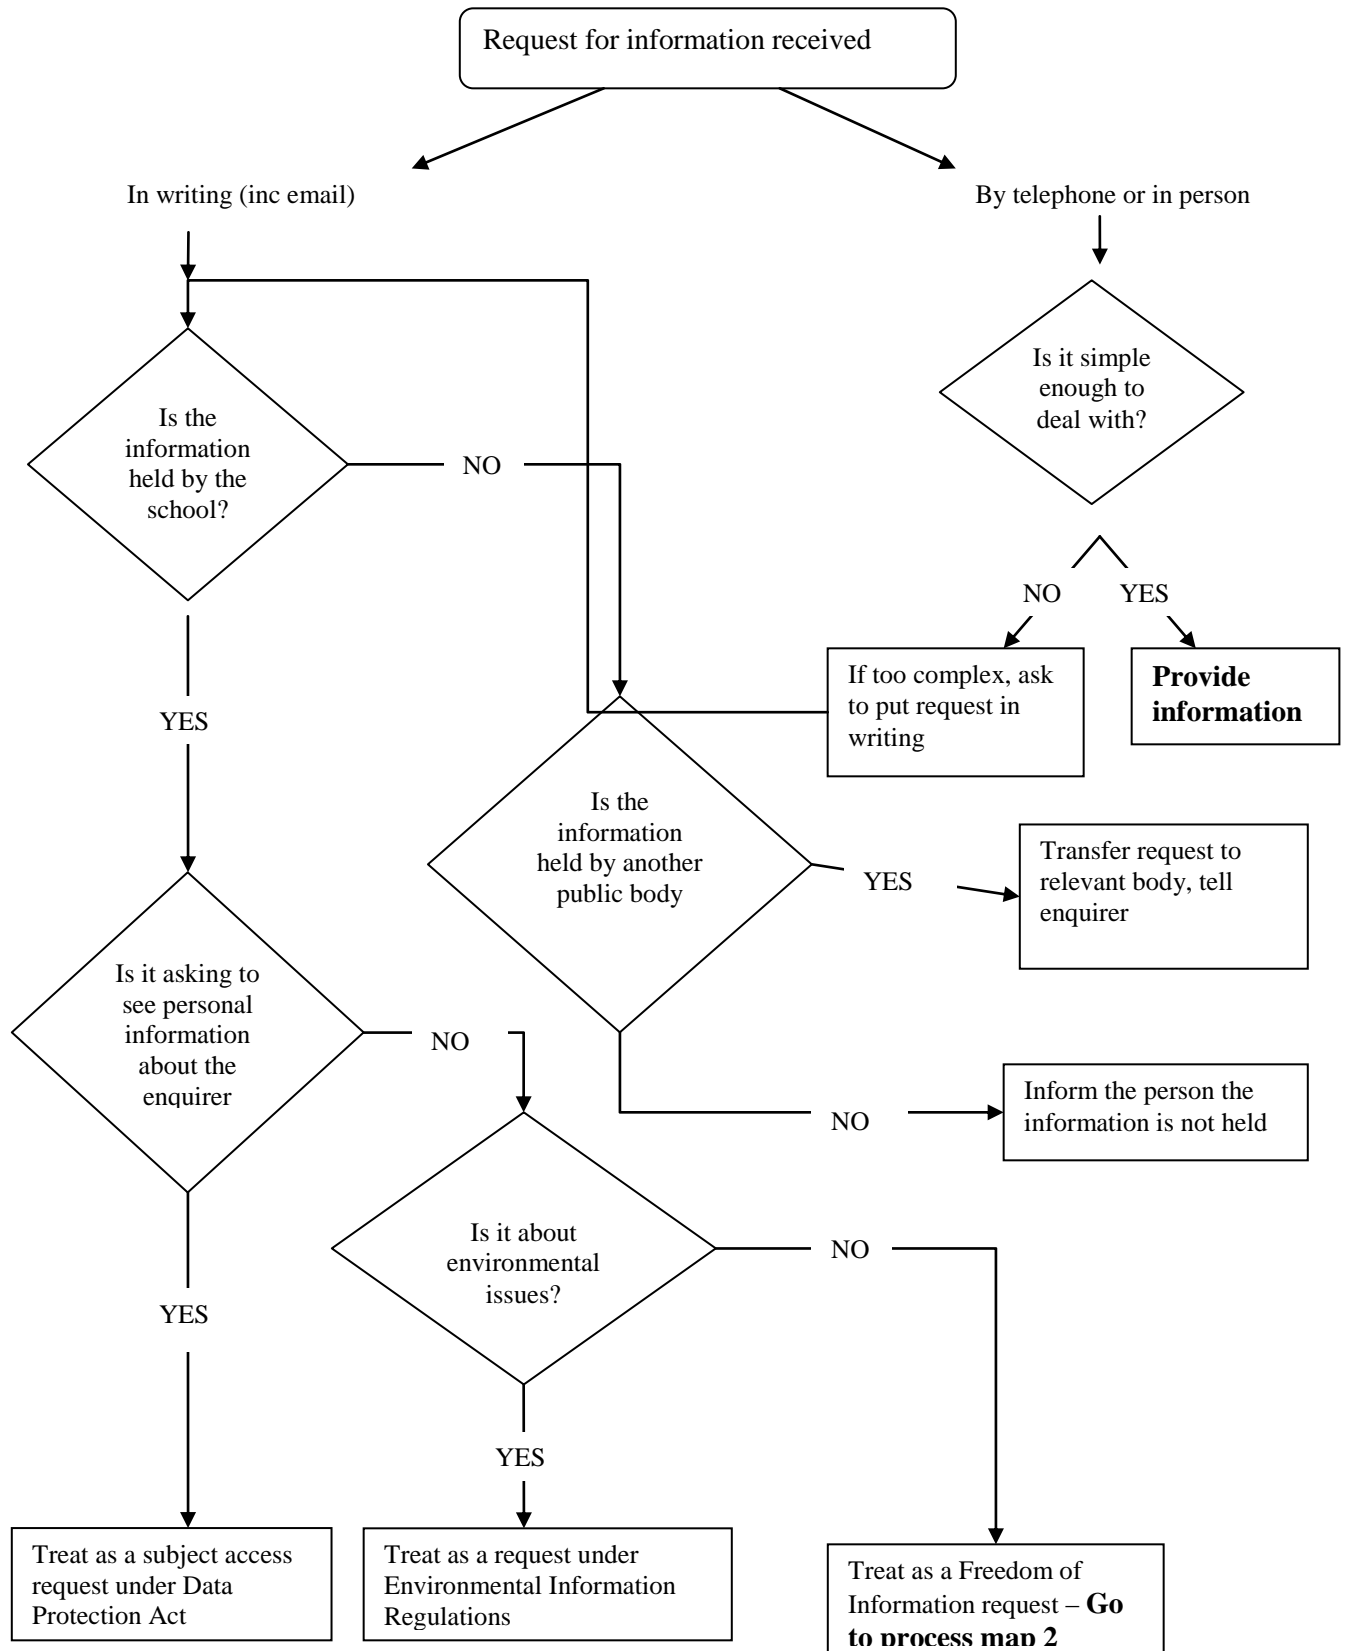 Request for information received
In writing (inc email)
By telephone or in person
Is it simple
enough to
deal with?
Is the
information
held by the
school?
NO
NO
YES
If too complex, ask
to put request in
writing
Provide
information
YES
Is the
information
held by another
public body
YES
Transfer request to
relevant body, tell
enquirer
Is it asking to
see personal
information
about the
enquirer
NO
NO
Inform the person the
information is not held
Is it about
environmental
issues?
NO
YES
YES
Treat as a subject access
request under Data
Protection Act
Treat as a request under
Environmental Information
Regulations
Treat as a Freedom of
Information request – Go
to process map 2